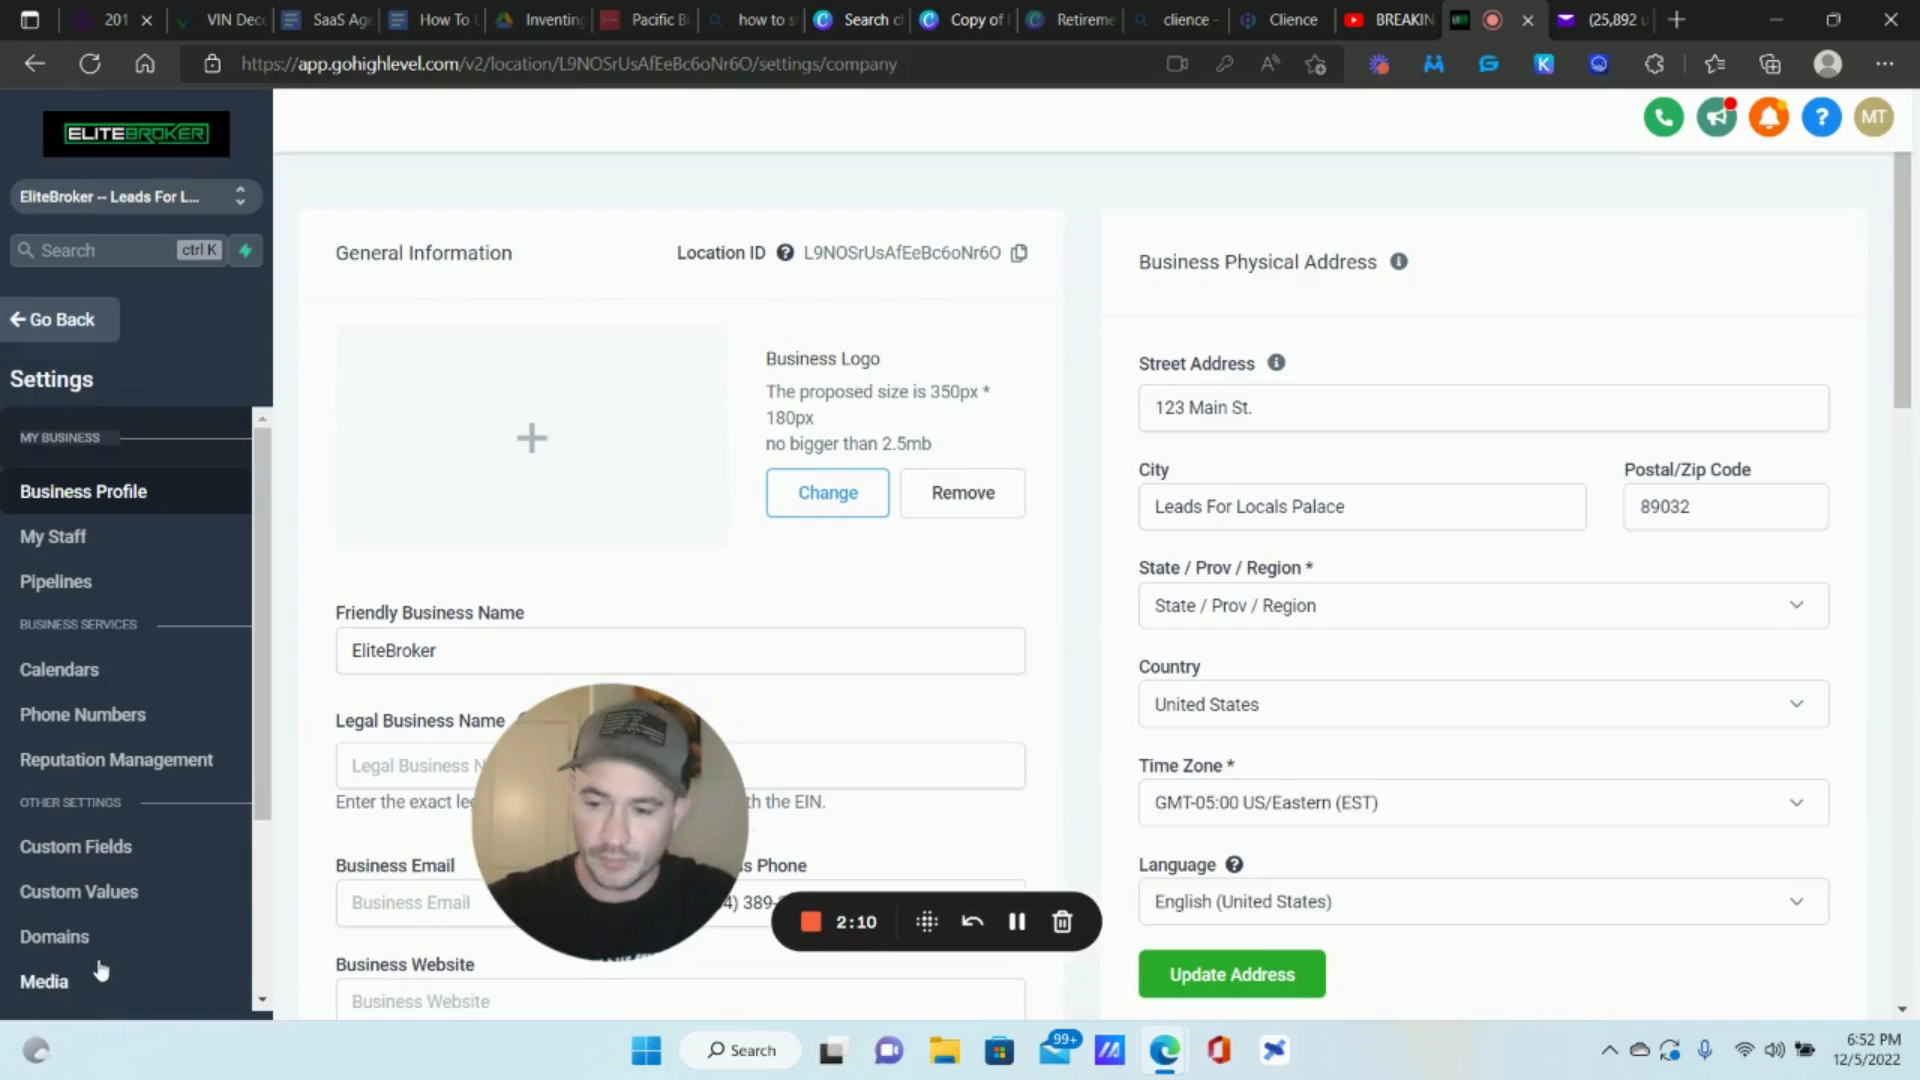 201
VIN Dec
SaaS Age
How To
Inventing
Pacific B
how to s
Search c
Copy of
Retireme
clience -
Clience
BREAKIN
(25,892 u
https://app.gohighlevel.com/v2/location/L9NOSrUsAfEeBc6oNr6O/settings/company
ELITEBROKER
MT
EliteBroker -- Leads For L...
Search ctrl K
Go Back
Settings
MY BUSINESS
Business Profile
My Staff
Pipelines
BUSINESS SERVICES
Calendars
Phone Numbers
Reputation Management
OTHER SETTINGS
Custom Fields
Custom Values
Domains
Media
General Information
Location ID L9NOSrUsAfEeBc6oNr6O
Business Logo
The proposed size is 350px *
180px
no bigger than 2.5mb
Change
Remove
Friendly Business Name
EliteBroker
Legal Business Name
Legal Business N
Enter the exact leg th the EIN.
Business Email
s Phone
Business Email
4) 389-
2:10
Business Website
Business Website
Business Physical Address
Street Address
123 Main St.
City
Postal/Zip Code
Leads For Locals Palace
89032
State / Prov / Region *
State / Prov / Region
Country
United States
Time Zone *
GMT-05:00 US/Eastern (EST)
Language
English (United States)
Update Address
Search
99+
6:52 PM
12/5/2022